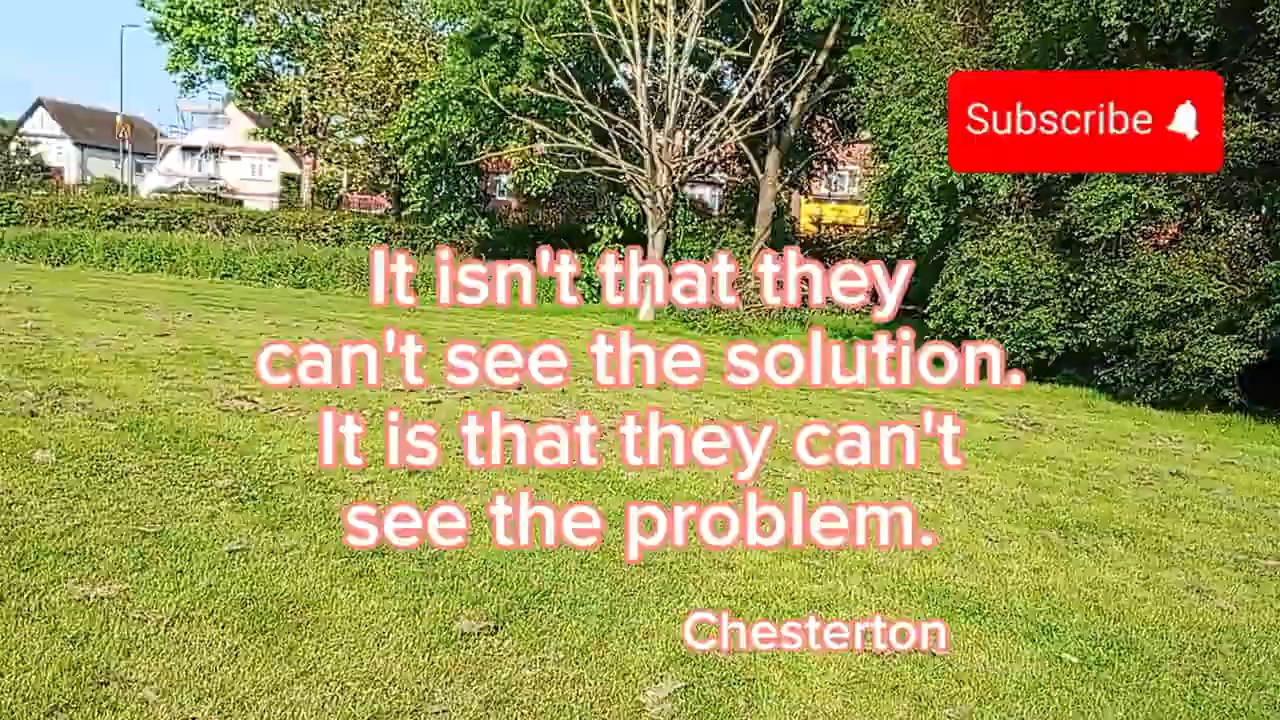 Subscribe
It isn't that they
can't see the solution.
It is that they can't
see the problem.
Chesterton